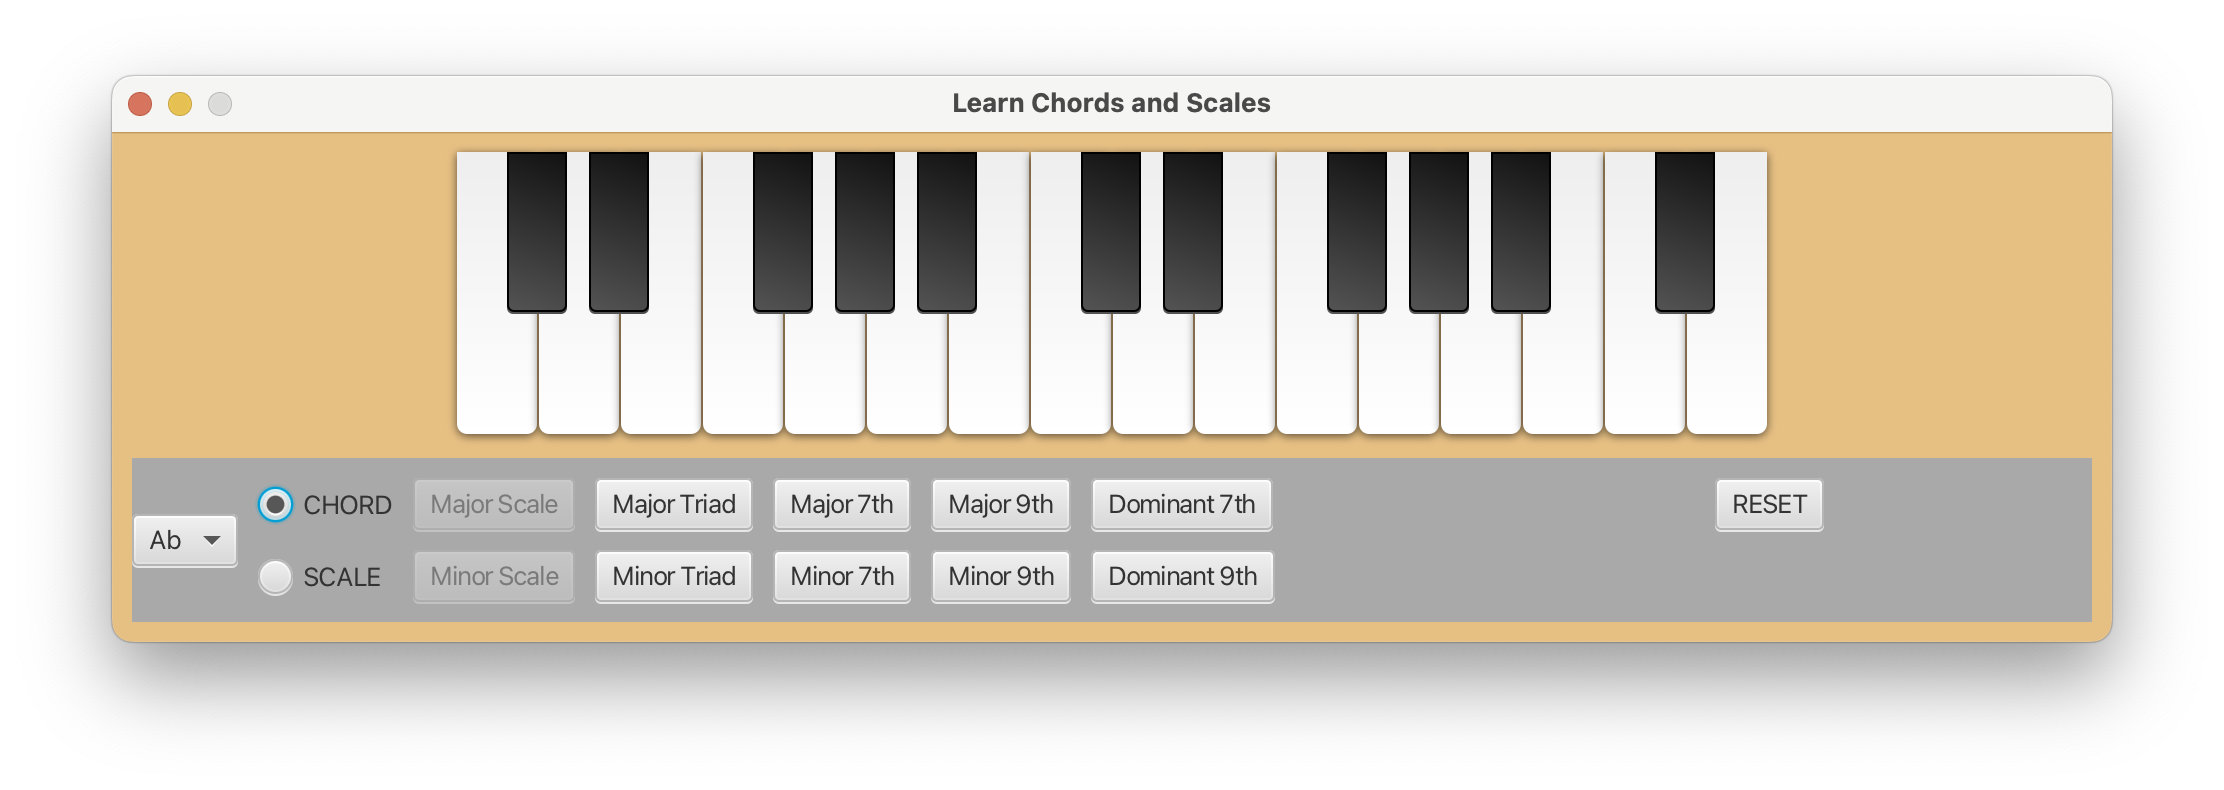 Learn Chords and Scales
CHORD Major Scale Major Triad Major 7th Major 9th Dominant 7th RESET
Ab
SCALE Minor Scale Minor Triad Minor 7th Minor 9th Dominant 9th